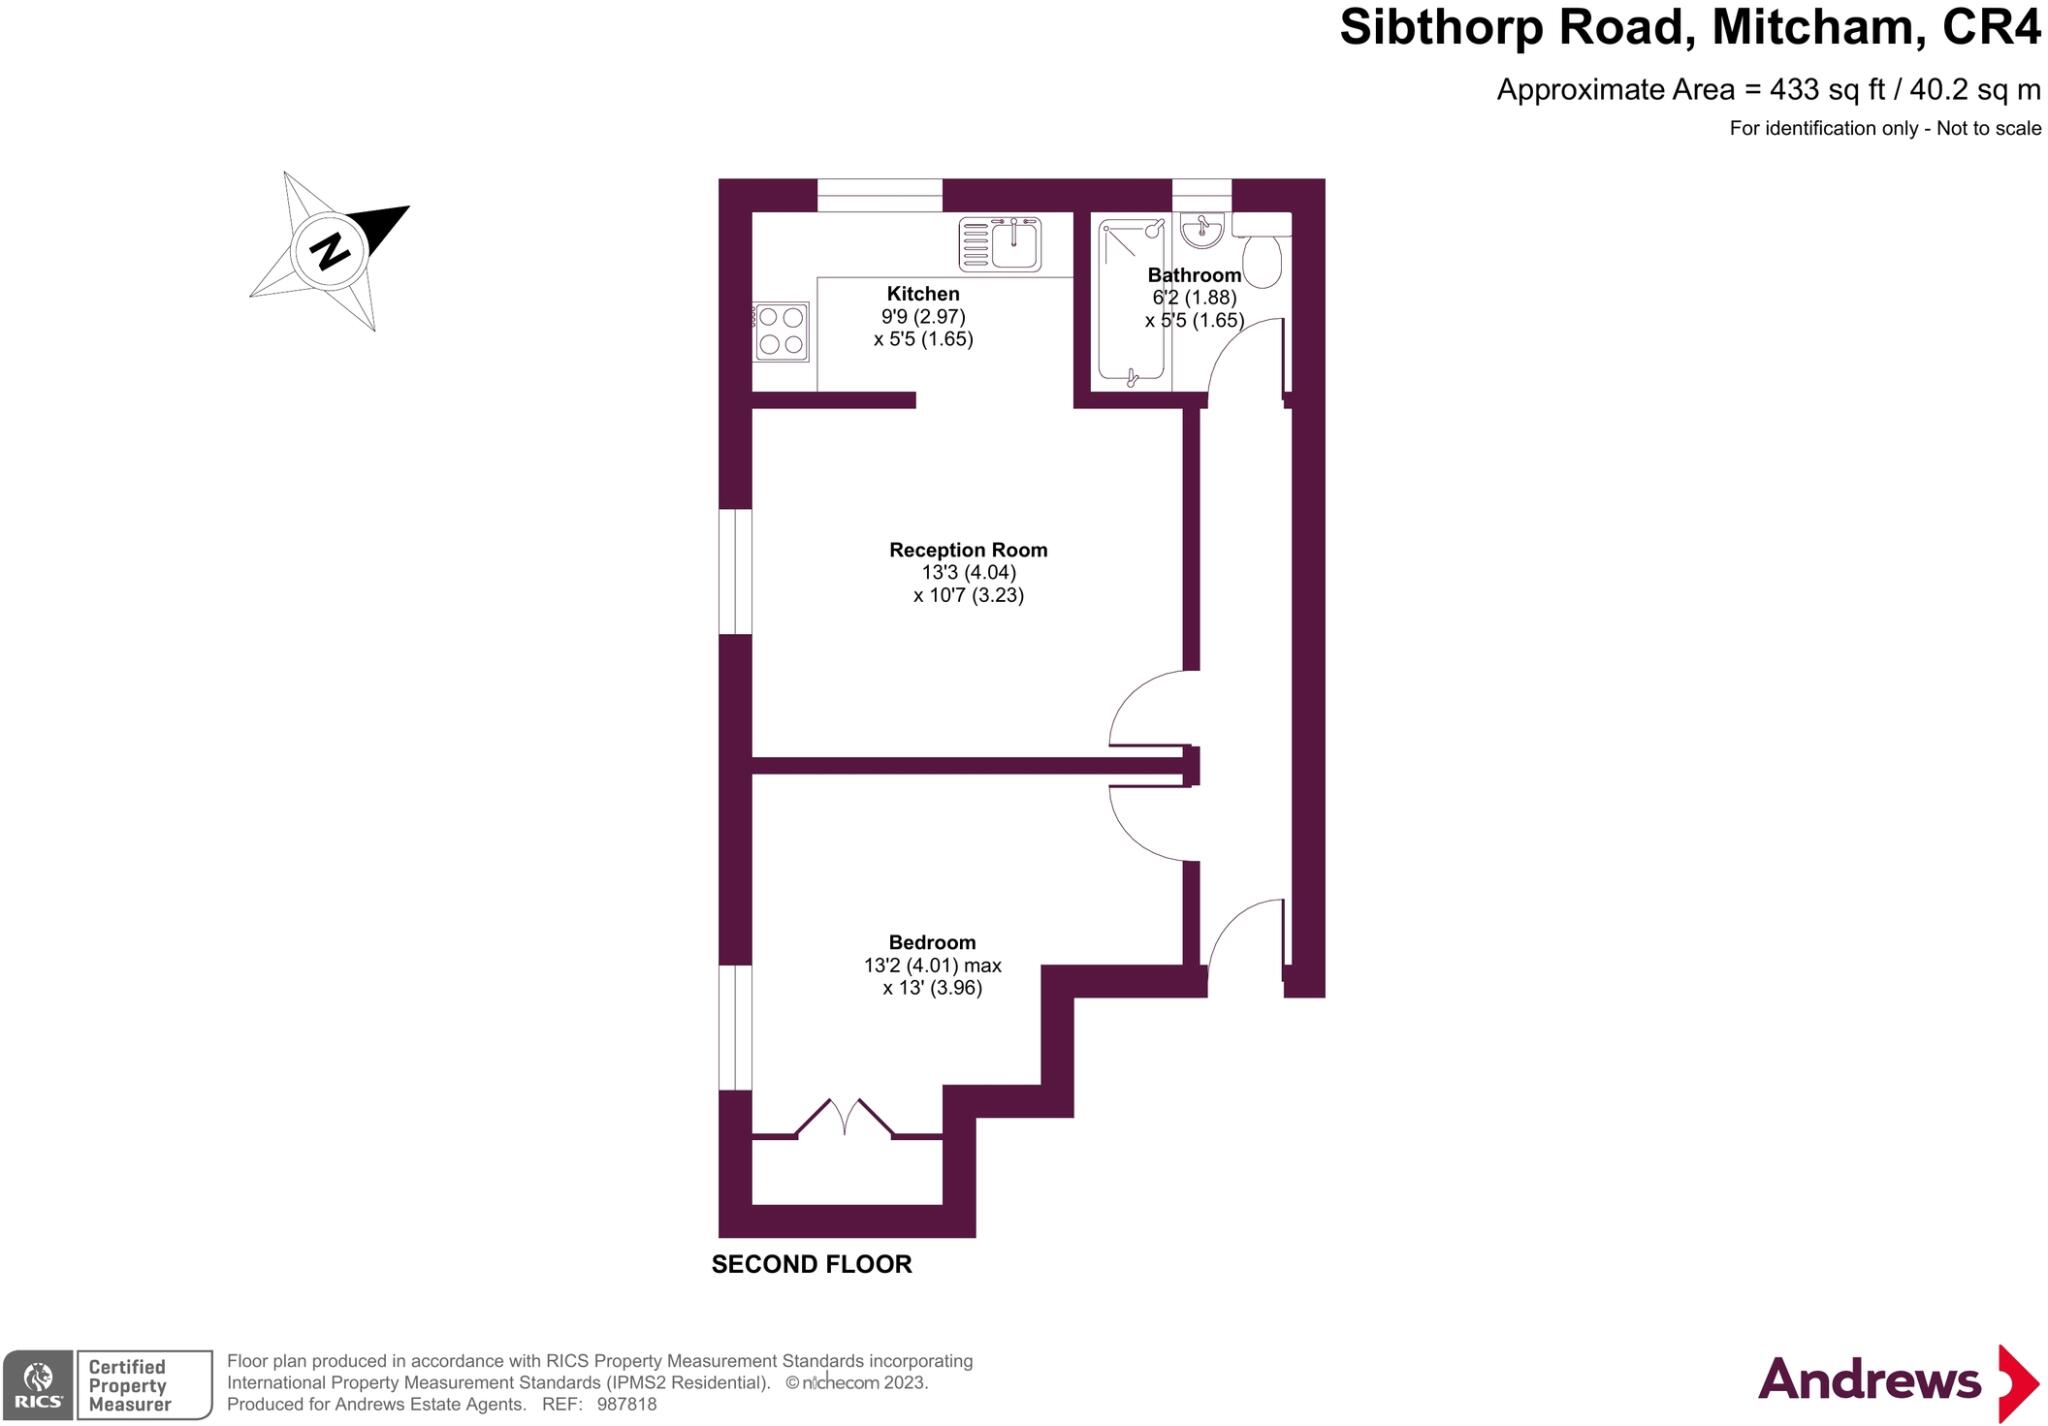 Sibthorp Road, Mitcham, CR4
Approximate Area = 433 sq ft / 40.2 sq m
For identification only - Not to scale
N
Kitchen
9'9 (2.97)
x 5'5 (1.65)
Bathroom
6'2 (1.88)
x 5'5 (1.65)
Reception Room
13'3 (4.04)
x 10'7 (3.23)
Bedroom
13'2 (4.01) max
x 13' (3.96)
SECOND FLOOR
RICS
Certified
Property
Measurer
Floor plan produced in accordance with RICS Property Measurement Standards incorporating
International Property Measurement Standards (IPMS2 Residential). © nichecom 2023.
Produced for Andrews Estate Agents. REF: 987818
Andrews